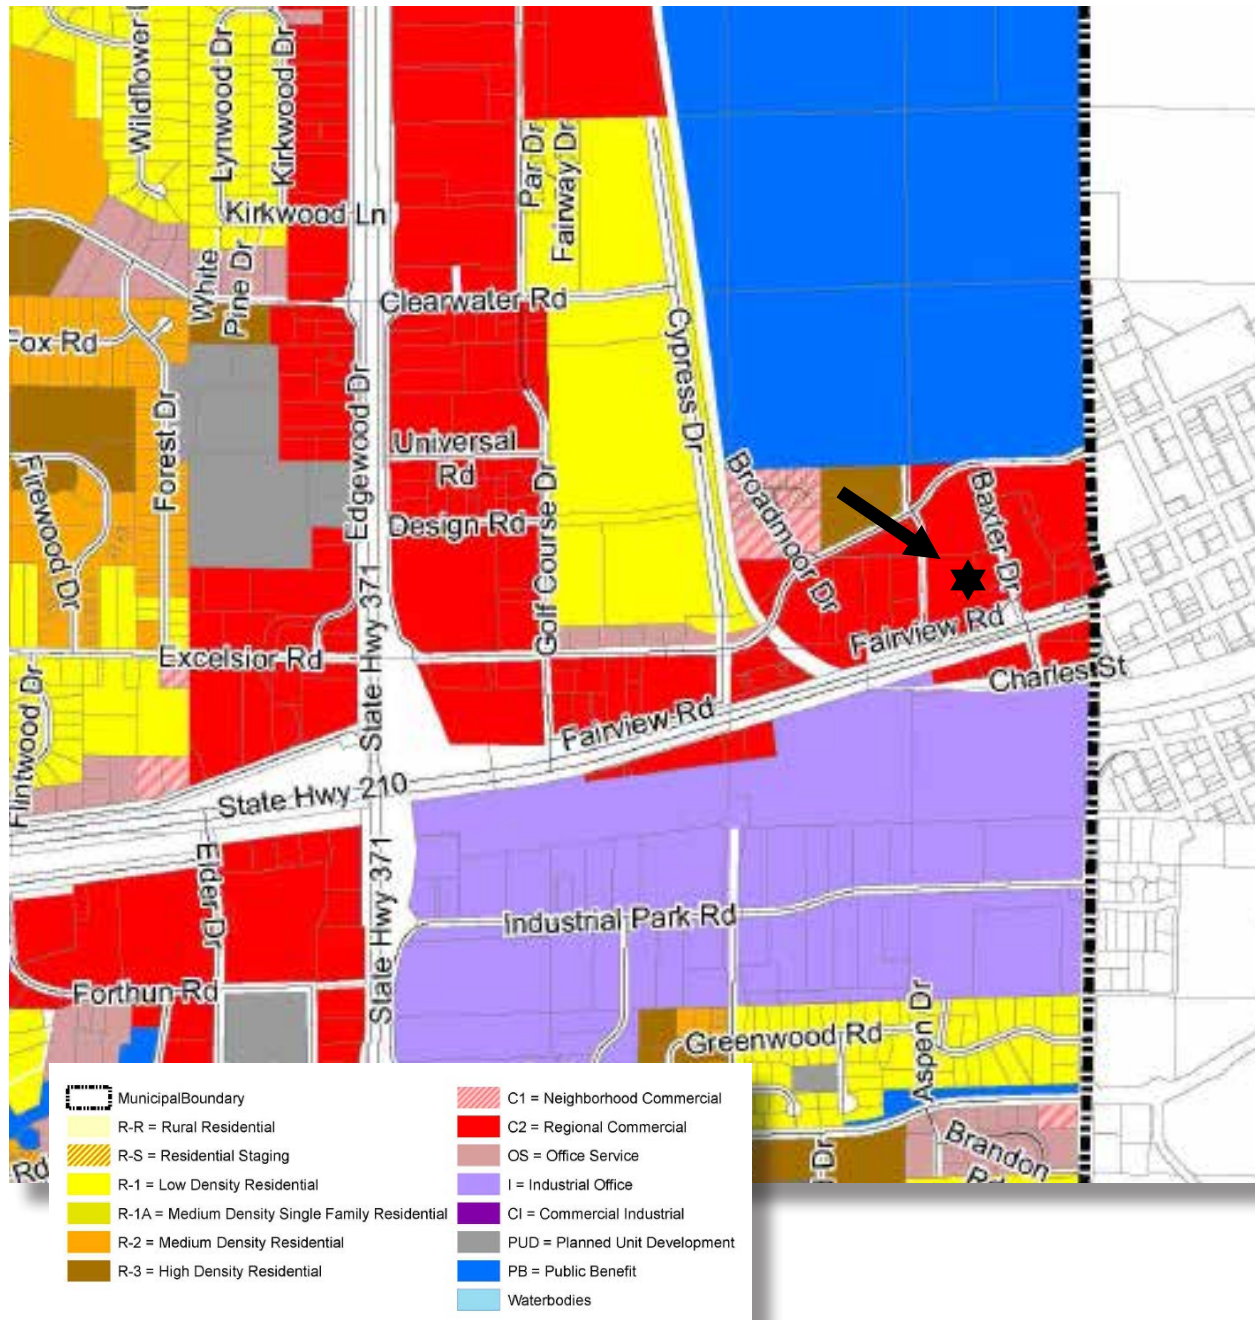 Wildflower
Lynwood Dr
Kirkwood Dr
Par Dr
Fairway Dr
Kirkwood Ln
White
Pine Dr
Clearwater Rd
Fox Rd
Cypress Dr
Forest Dr
Edgewood Dr
Universal
Rd
Firewood Dr
Design Rd
Golf Course Dr
Broadmoor Dr
Baxter Dr
State Hwy 371
Fairview Rd
Excelsior Rd
Charles St
Flintwood Dr
Fairview Rd
State Hwy 210
Elder Dr
State Hwy 371
Industrial Park Rd
Forthun Rd
Aspen Dr
Greenwood Rd
Brandon
Rd
Dr
Rd
MunicipalBoundary
R-R = Rural Residential
R-S = Residential Staging
R-1 = Low Density Residential
R-1A = Medium Density Single Family Residential
R-2 = Medium Density Residential
R-3 = High Density Residential
C1 = Neighborhood Commercial
C2 = Regional Commercial
OS = Office Service
I = Industrial Office
CI = Commercial Industrial
PUD = Planned Unit Development
PB = Public Benefit
Waterbodies